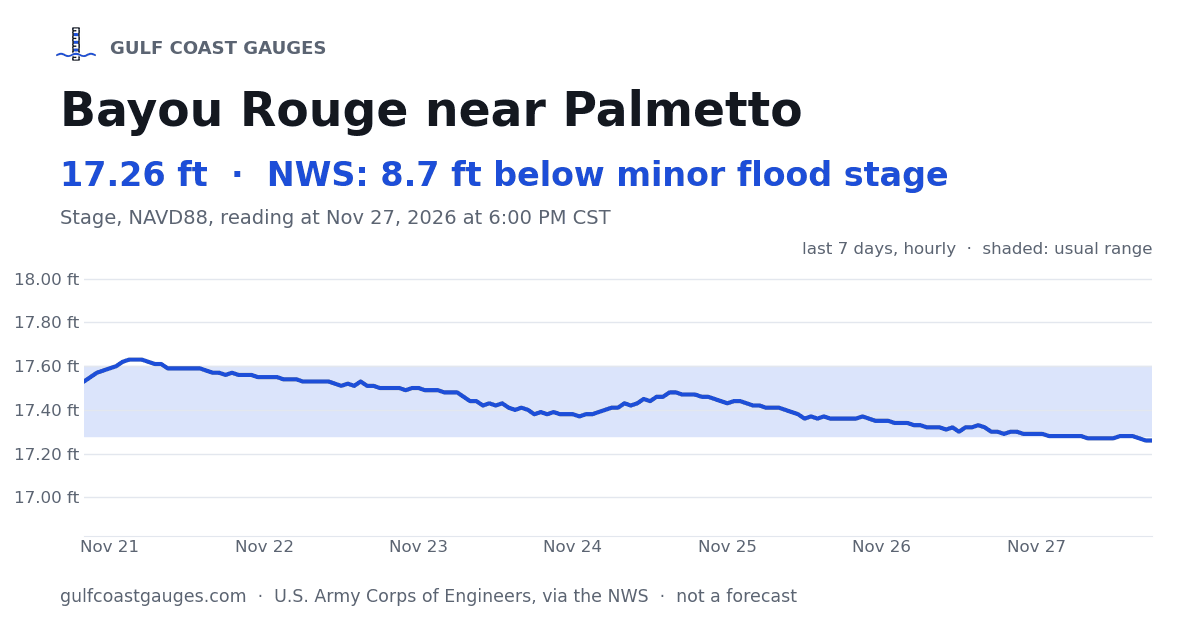 GULF COAST GAUGES
Bayou Rouge near Palmetto
17.26 ft · NWS: 8.7 ft below minor flood stage
Stage, NAVD88, reading at Nov 27, 2026 at 6:00 PM CST
last 7 days, hourly · shaded: usual range
18.00 ft
17.80 ft
17.60 ft
17.40 ft
17.20 ft
17.00 ft
Nov 21 Nov 22 Nov 23 Nov 24 Nov 25 Nov 26 Nov 27
gulfcoastgauges.com · U.S. Army Corps of Engineers, via the NWS · not a forecast